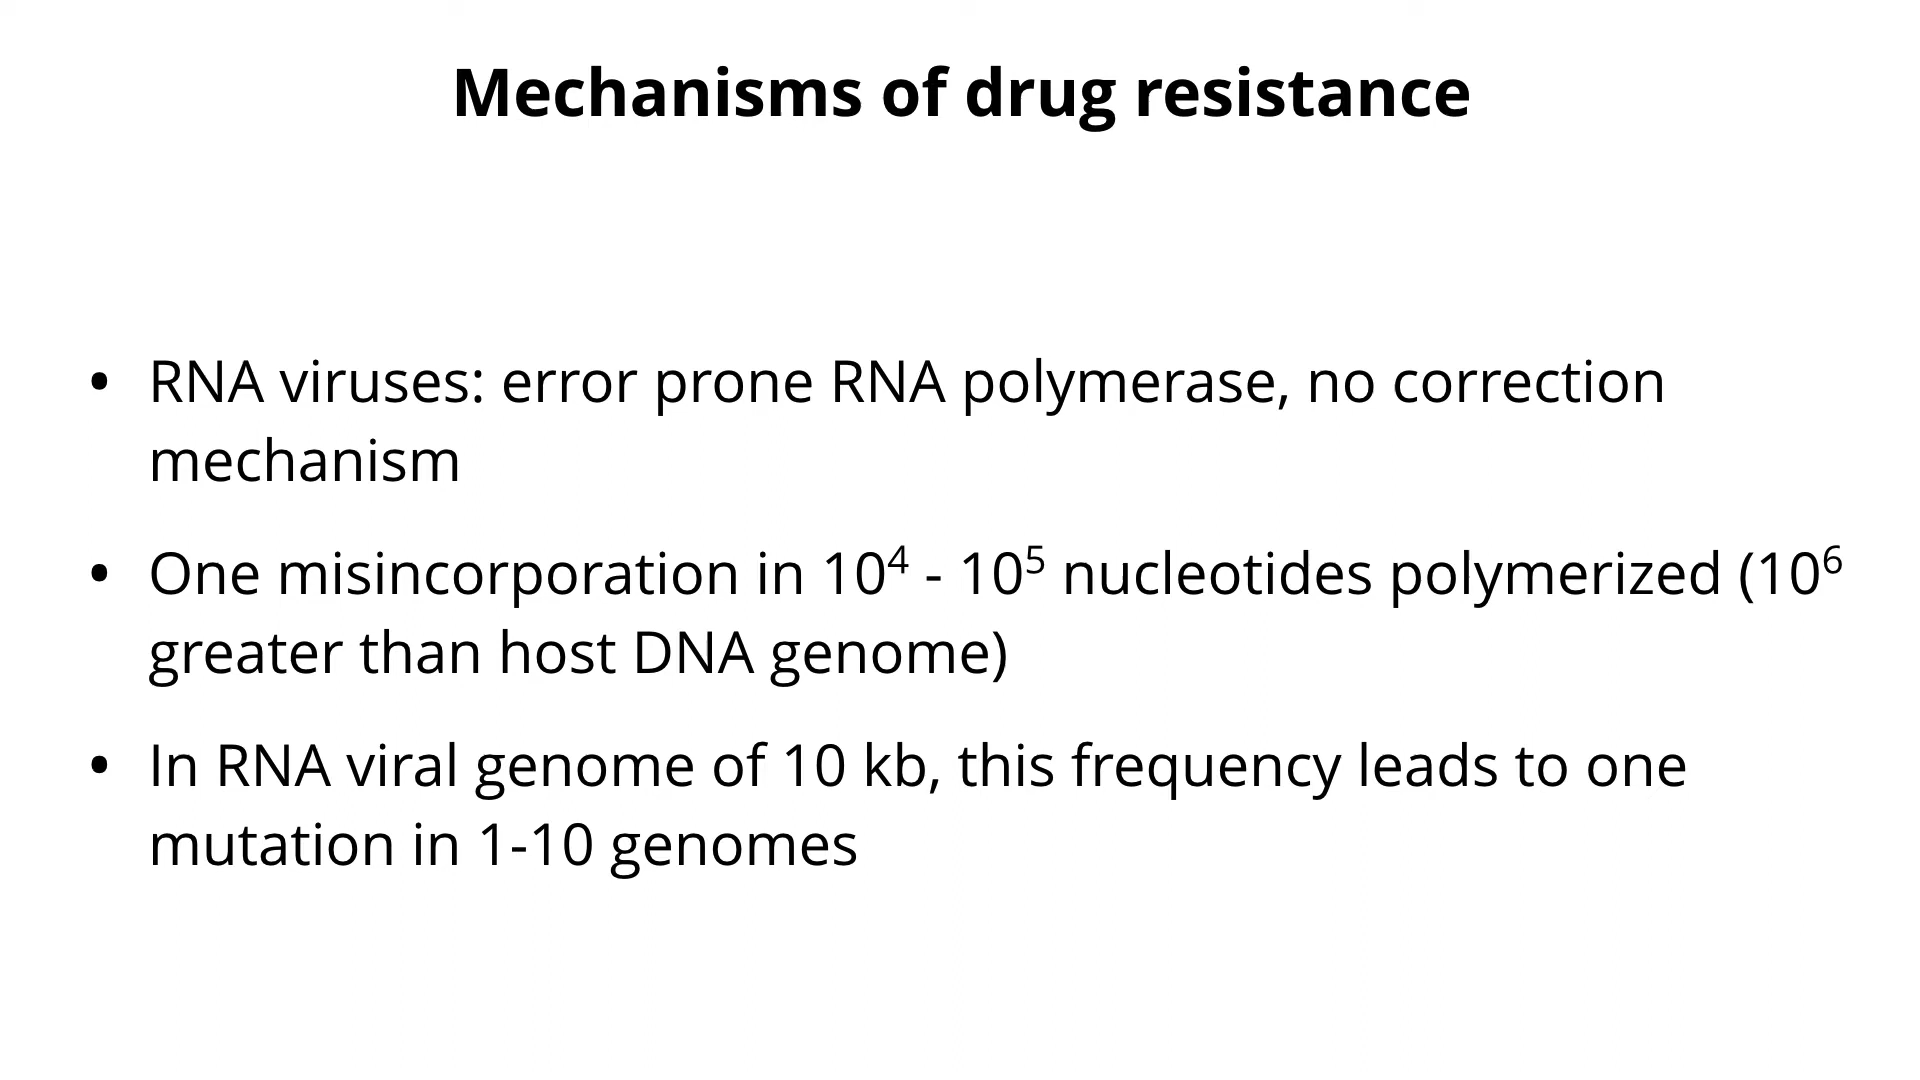 Mechanisms of drug resistance
• RNA viruses: error prone RNA polymerase, no correction
mechanism
• One misincorporation in 10⁴ - 10⁵ nucleotides polymerized (10⁶
greater than host DNA genome)
• In RNA viral genome of 10 kb, this frequency leads to one
mutation in 1-10 genomes